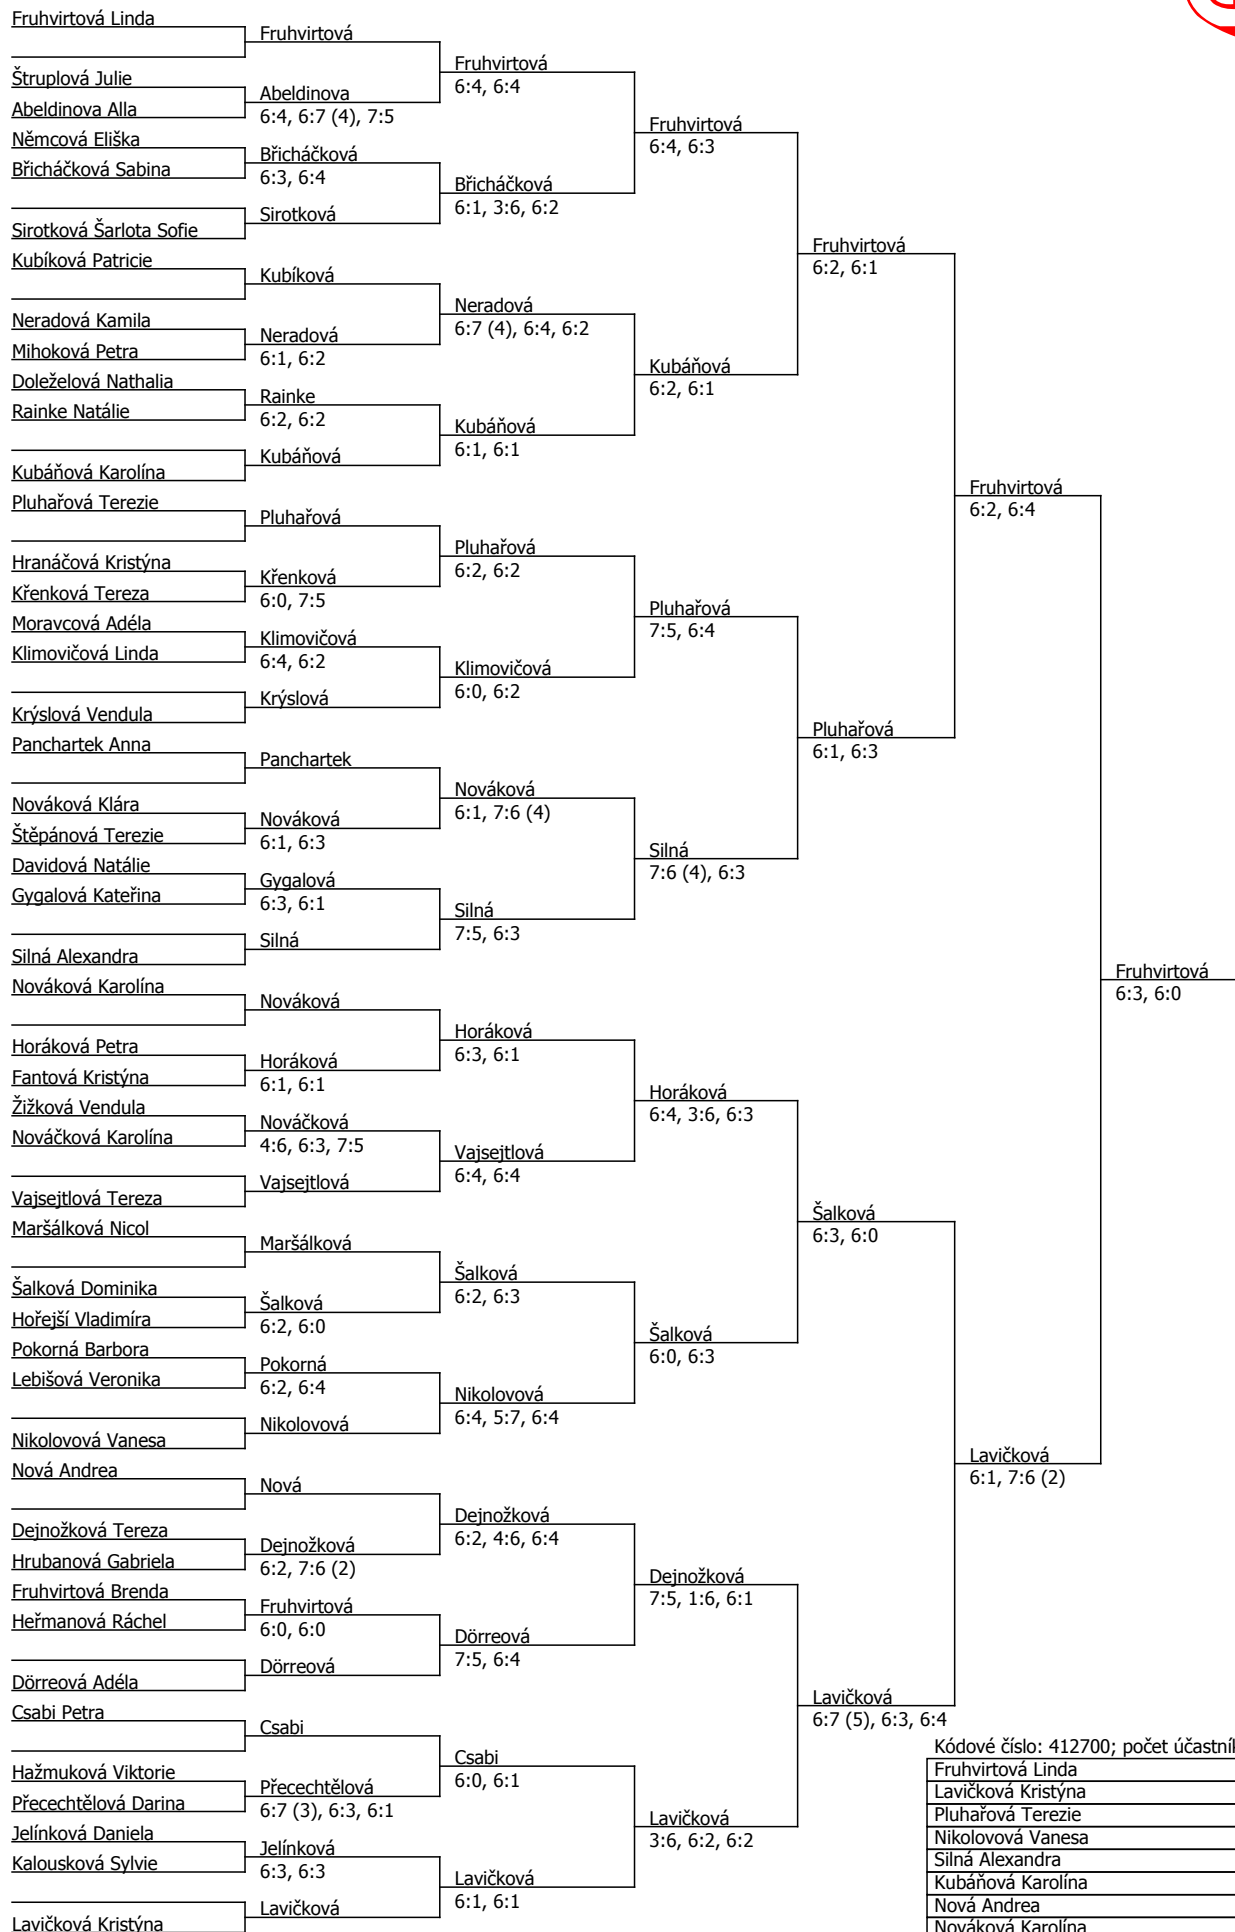 Fruhvirtová Linda
Fruhvirtová
Fruhvirtová
6:4, 6:4
Štruplová Julie
Abeldinova Alla
Abeldinova
6:4, 6:7 (4), 7:5
Fruhvirtová
6:4, 6:3
Němcová Eliška
Břicháčková Sabina
Břicháčková
6:3, 6:4
Břicháčková
6:1, 3:6, 6:2
Sirotková
Sirotková Šarlota Sofie
Fruhvirtová
6:2, 6:1
Kubíková Patricie
Kubíková
Neradová
6:7 (4), 6:4, 6:2
Neradová Kamila
Mihoková Petra
Neradová
6:1, 6:2
Kubáňová
6:2, 6:1
Doleželová Nathalia
Rainke Natálie
Rainke
6:2, 6:2
Kubáňová
6:1, 6:1
Kubáňová
Kubáňová Karolína
Fruhvirtová
6:2, 6:4
Pluhařová Terezie
Pluhařová
Pluhařová
6:2, 6:2
Hranáčová Kristýna
Křenková Tereza
Křenková
6:0, 7:5
Pluhařová
7:5, 6:4
Moravcová Adéla
Klimovičová Linda
Klimovičová
6:4, 6:2
Klimovičová
6:0, 6:2
Krýslová
Krýslová Vendula
Pluhařová
6:1, 6:3
Panchartek Anna
Panchartek
Nováková
6:1, 7:6 (4)
Nováková Klára
Štěpánová Terezie
Nováková
6:1, 6:3
Silná
7:6 (4), 6:3
Davidová Natálie
Gygalová Kateřina
Gygalová
6:3, 6:1
Silná
7:5, 6:3
Silná
Silná Alexandra
Fruhvirtová
6:3, 6:0
Nováková Karolína
Nováková
Horáková
6:3, 6:1
Horáková Petra
Fantová Kristýna
Horáková
6:1, 6:1
Horáková
6:4, 3:6, 6:3
Žižková Vendula
Nováčková Karolína
Nováčková
4:6, 6:3, 7:5
Vajsejtlová
6:4, 6:4
Vajsejtlová
Vajsejtlová Tereza
Šalková
6:3, 6:0
Maršálková Nicol
Maršálková
Šalková
6:2, 6:3
Šalková Dominika
Hořejší Vladimíra
Šalková
6:2, 6:0
Šalková
6:0, 6:3
Pokorná Barbora
Lebišová Veronika
Pokorná
6:2, 6:4
Nikolovová
6:4, 5:7, 6:4
Nikolovová
Nikolovová Vanesa
Lavičková
6:1, 7:6 (2)
Nová Andrea
Nová
Dejnožková
6:2, 4:6, 6:4
Dejnožková Tereza
Hrubanová Gabriela
Dejnožková
6:2, 7:6 (2)
Dejnožková
7:5, 1:6, 6:1
Fruhvirtová Brenda
Heřmanová Ráchel
Fruhvirtová
6:0, 6:0
Dörreová
7:5, 6:4
Dörreová
Dörreová Adéla
Lavičková
6:7 (5), 6:3, 6:4
Csabi Petra
Csabi
Csabi
6:0, 6:1
Hažmuková Viktorie
Přecechtělová Darina
Přecechtělová
6:7 (3), 6:3, 6:1
Lavičková
3:6, 6:2, 6:2
Jelínková Daniela
Kalousková Sylvie
Jelínková
6:3, 6:3
Lavičková
6:1, 6:1
Lavičková
Lavičková Kristýna
Kódové číslo: 412700; počet účastník
Fruhvirtová Linda
Lavičková Kristýna
Pluhařová Terezie
Nikolovová Vanesa
Silná Alexandra
Kubáňová Karolína
Nová Andrea
Nováková Karolína